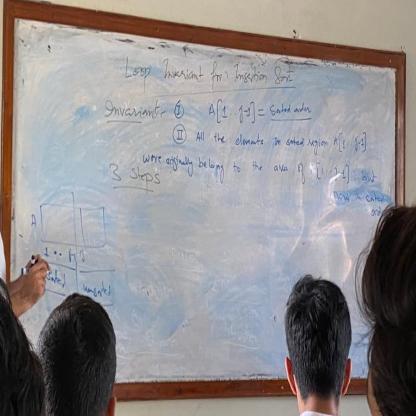 Loop Invariant for: Insertion Sort
Invariant:- I A[1 . . j-1] = Sorted order
II All the elements in sorted region A[1 . . j-1]
were originally belong to the area of A[1 . . j-1] but
now in sorted
order
3 Steps
A
1 . .
Sorted unsorted